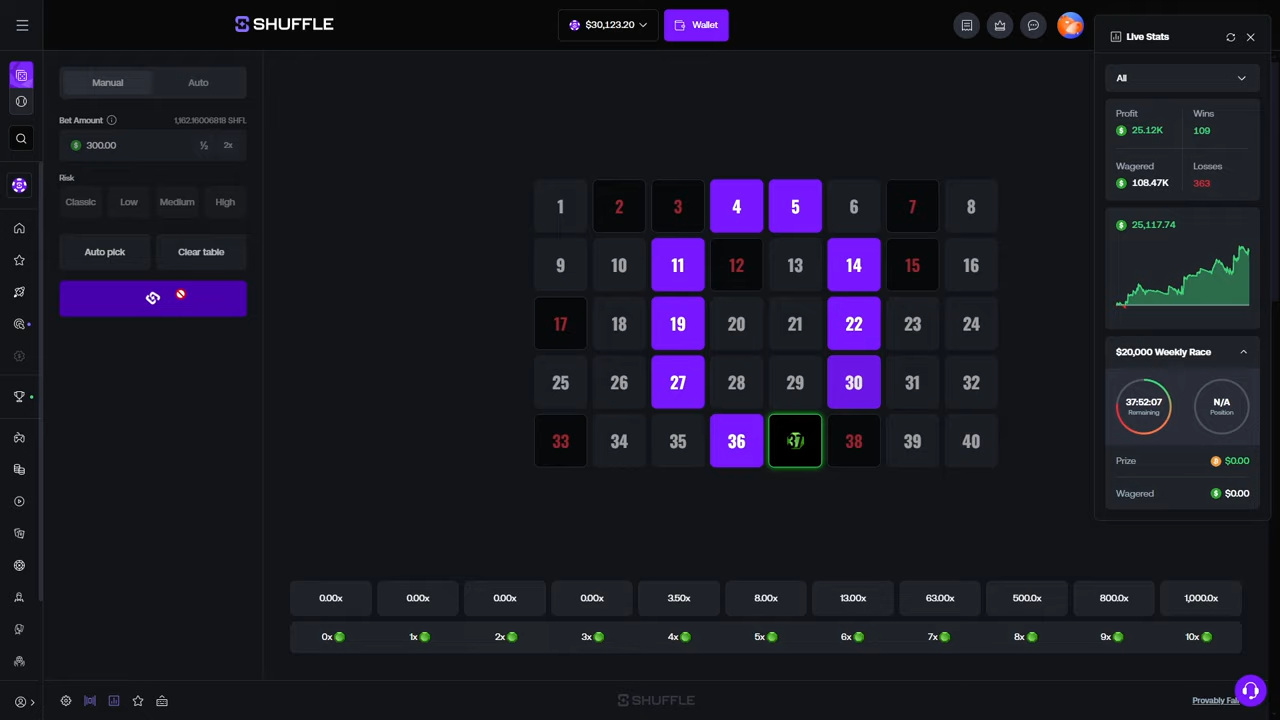 SHUFFLE
$30,123.20
Wallet
Live Stats
Manual
Auto
All
Bet Amount
1,162.16006818 SHFL
300.00
½
2x
Profit
Wins
25.12K
109
Wagered
Losses
108.47K
363
Risk
Classic
Low
Medium
High
Auto pick
Clear table
25,117.74
1 2 3 4 5 6 7 8
9 10 11 12 13 14 15 16
17 18 19 20 21 22 23 24
25 26 27 28 29 30 31 32
33 34 35 36 37 38 39 40
$20,000 Weekly Race
37:52:07
Remaining
N/A
Position
Prize
$0.00
Wagered
$0.00
0.00x 0.00x 0.00x 0.00x 3.50x 8.00x 13.00x 63.00x 500.0x 800.0x 1,000.0x
0x 1x 2x 3x 4x 5x 6x 7x 8x 9x 10x
SHUFFLE
Provably Fair